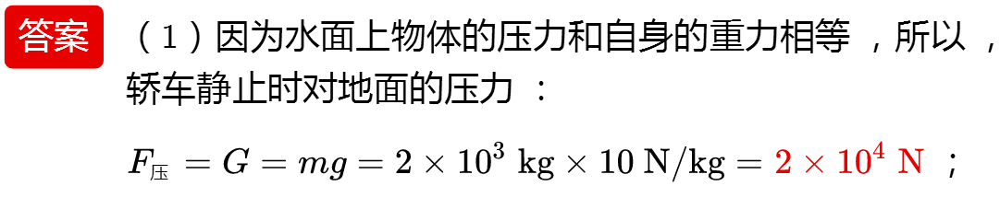 答案 （1）因为水面上物体的压力和自身的重力相等 ，所以 ，
轿车静止时对地面的压力 ：
F压 = G = mg = 2 × 10³ kg × 10 N/kg = 2 × 10⁴ N ；